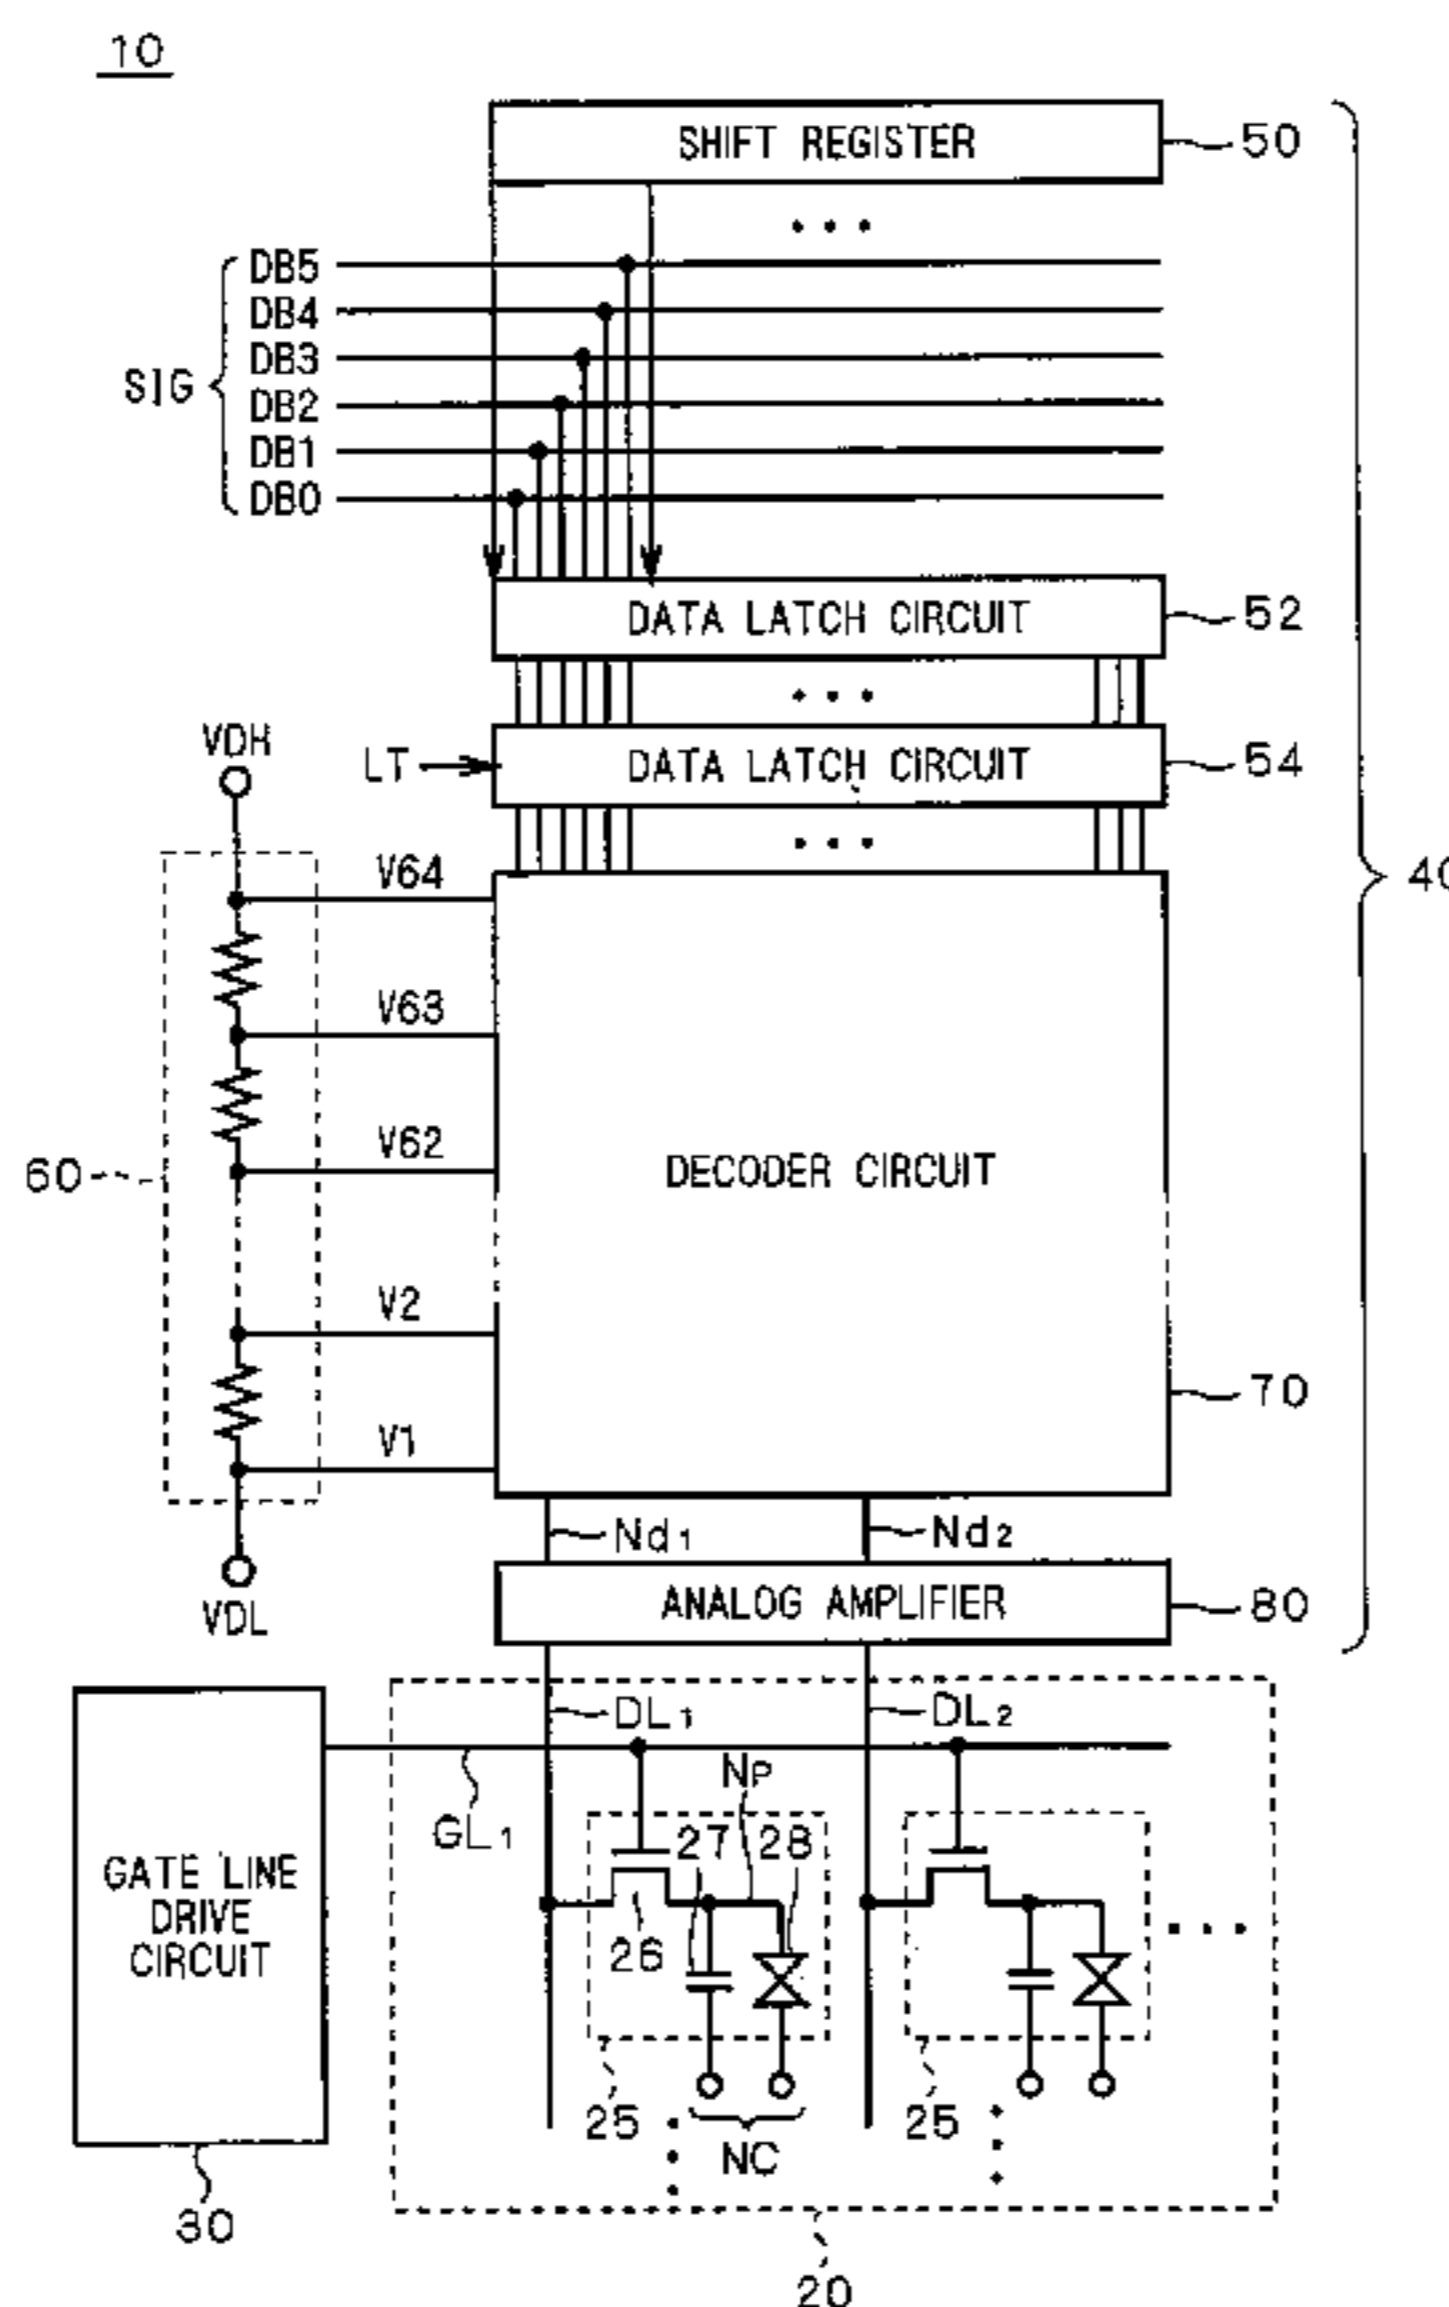 10
SHIFT REGISTER
50
DB5
DB4
DB3
SIG
DB2
DB1
DB0
DATA LATCH CIRCUIT
52
VDH
LT
DATA LATCH CIRCUIT
54
V64
40
V63
V62
60
DECODER CIRCUIT
V2
70
V1
Nd1
Nd2
VDL
ANALOG AMPLIFIER
80
DL1
DL2
NP
GL1
27
28
GATE LINE
DRIVE
CIRCUIT
26
25
25
NC
30
20